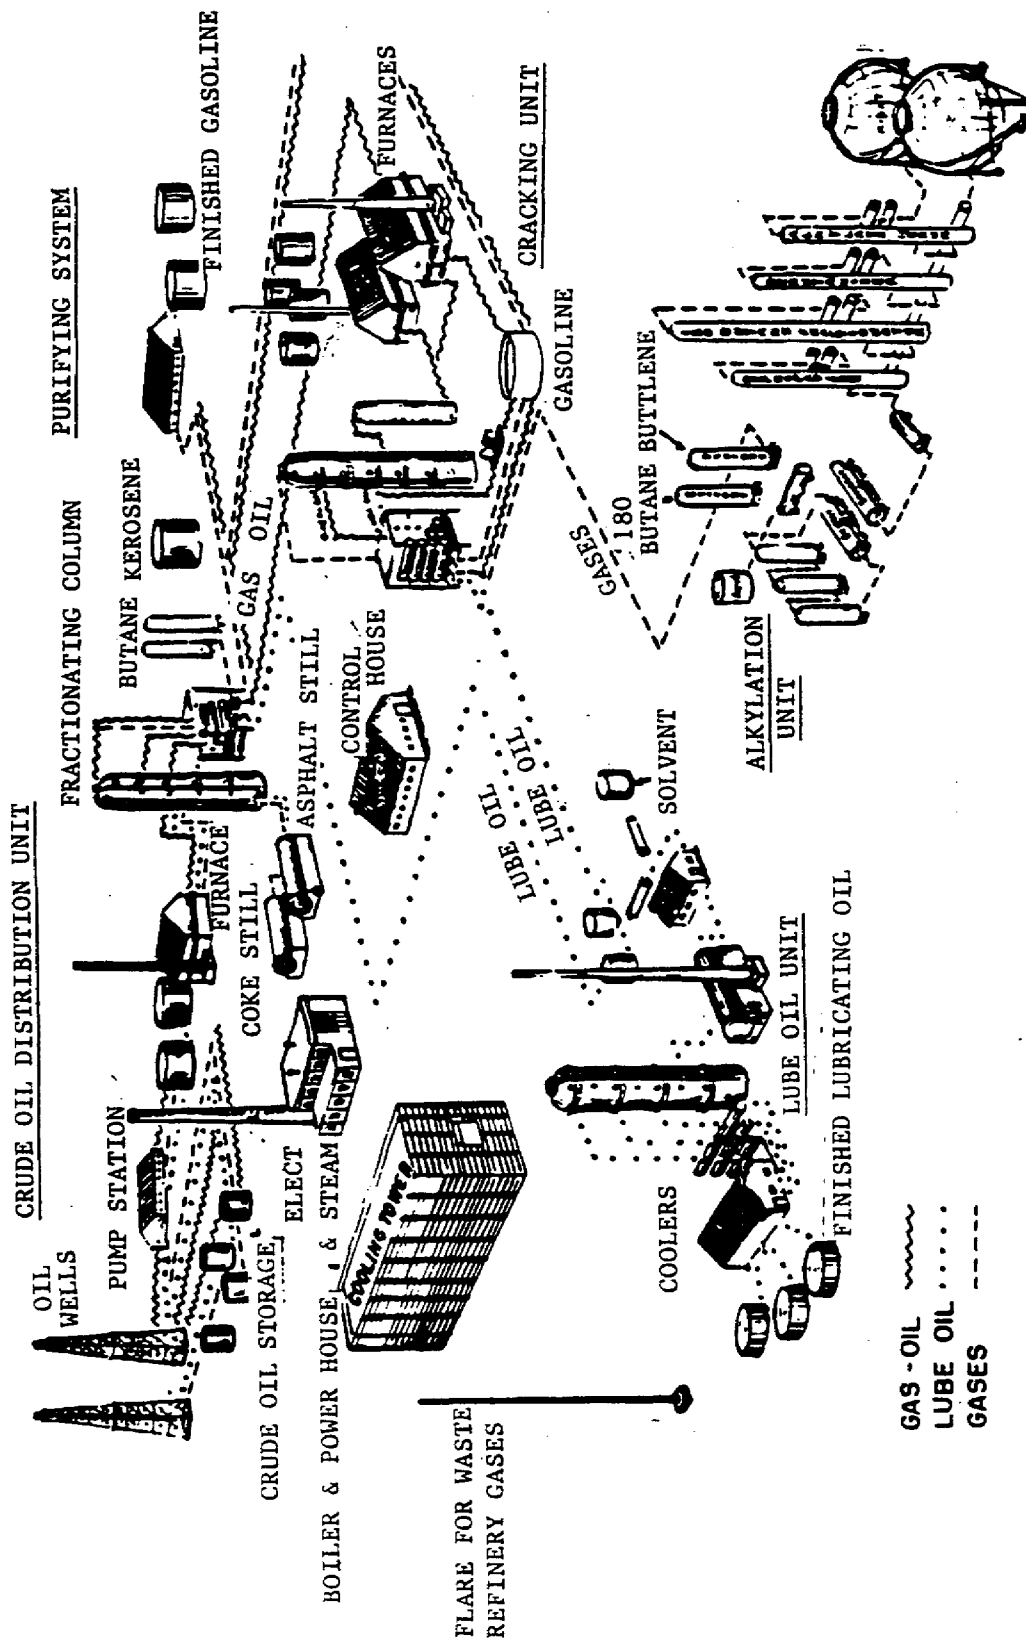 CRUDE OIL DISTRIBUTION UNIT
PURIFYING SYSTEM
OIL
WELLS
PUMP STATION
FURNACE
FRACTIONATING COLUMN
BUTANE KEROSENE
FINISHED GASOLINE
CRUDE OIL STORAGE
ELECT
COKE STILL
ASPHALT STILL
GAS OIL
FURNACES
BOILER & POWER HOUSE & STEAM
COOLING TOWER
CONTROL
HOUSE
CRACKING UNIT
GASOLINE
FLARE FOR WASTE
REFINERY GASES
LUBE OIL
LUBE OIL
GASES
180
BUTANE BUTTLENE
SOLVENT
COOLERS
LUBE OIL UNIT
FINISHED LUBRICATING OIL
ALKYLATION
UNIT
GAS-OIL
LUBE OIL
GASES